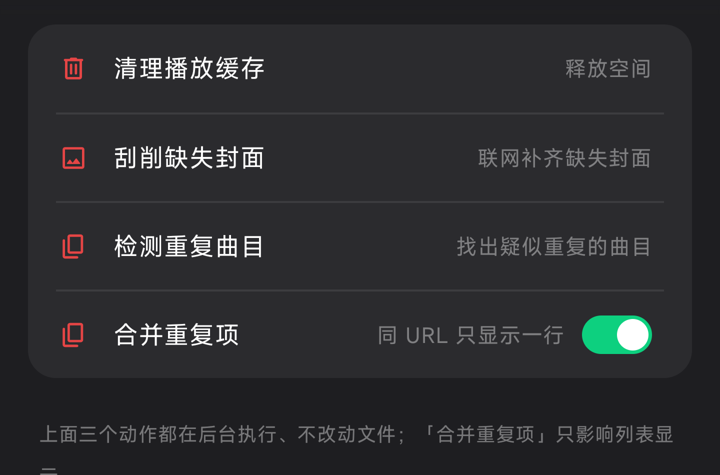 清理播放缓存 释放空间
刮削缺失封面 联网补齐缺失封面
检测重复曲目 找出疑似重复的曲目
合并重复项 同 URL 只显示一行
上面三个动作都在后台执行、不改动文件；「合并重复项」只影响列表显